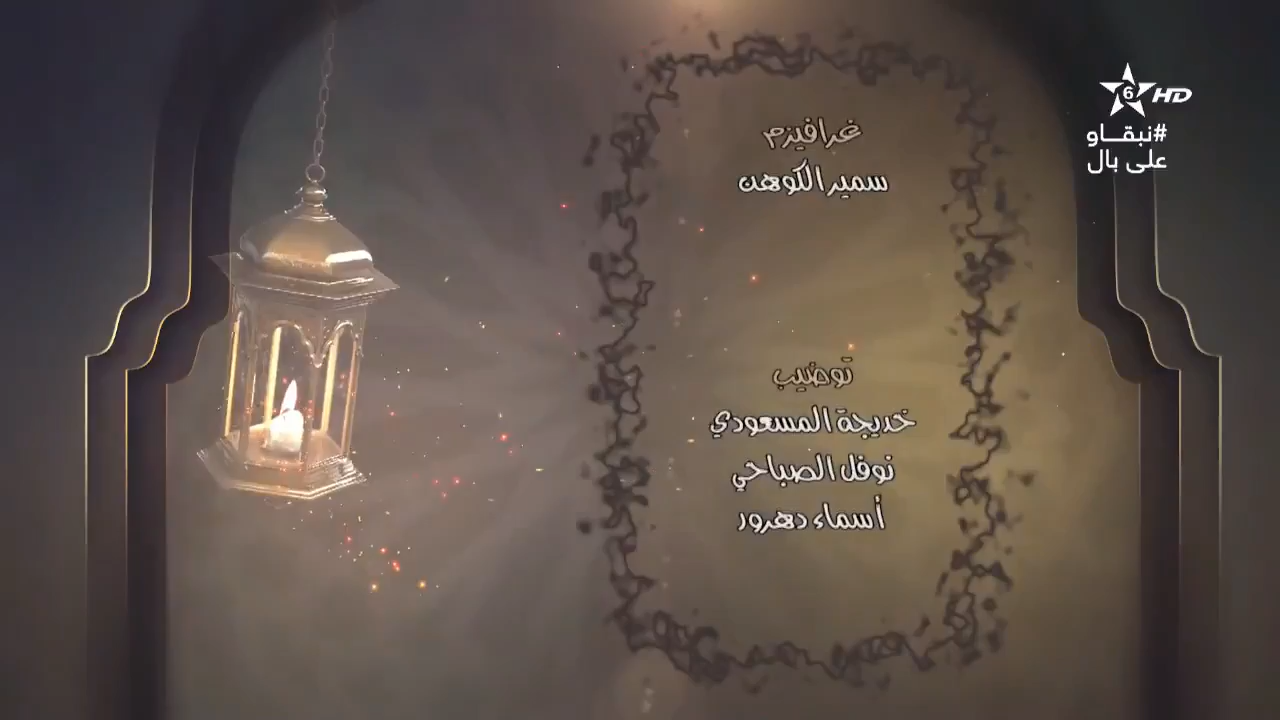 غرافيزم
سمير الكوهن
توضيب
خديجة المسعودي
نوفل الصباحي
أسماء دهرور
6 HD
#نبقاو
على بال